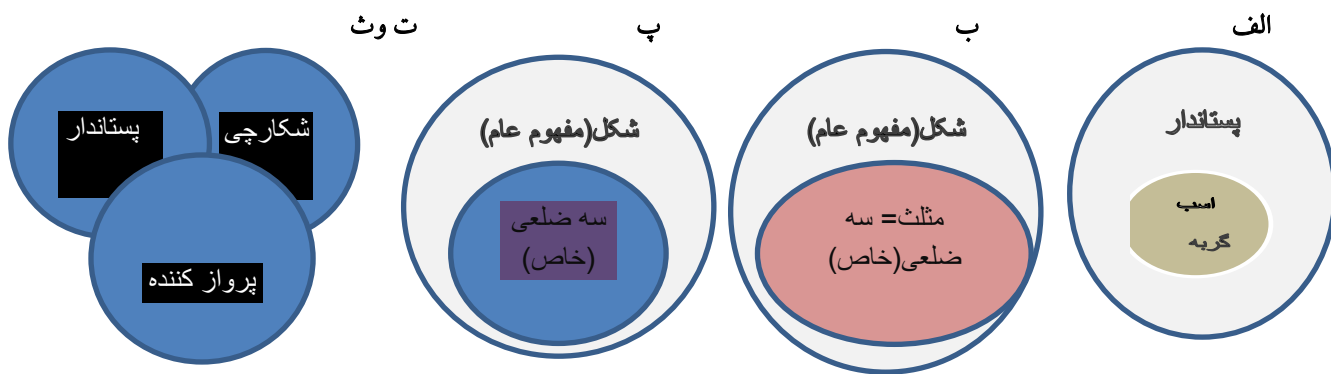 الف
ب
پ
ت وث
پستاندار
اسب
گربه
شکل(مفهوم عام)
مثلث= سه
ضلعی(خاص)
شکل(مفهوم عام)
سه ضلعی
(خاص)
شکارچی
پستاندار
پرواز کننده